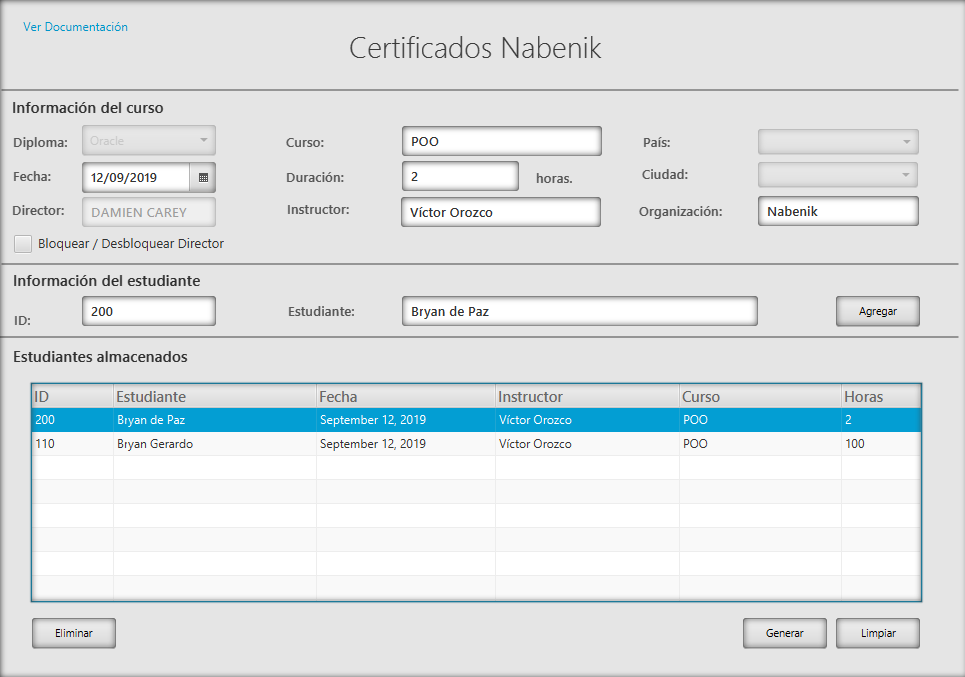 Ver Documentación
Certificados Nabenik
Información del curso
Diploma: Oracle Curso: POO País:
Fecha: 12/09/2019 Duración: 2 horas. Ciudad:
Director: DAMIEN CAREY Instructor: Víctor Orozco Organización: Nabenik
Bloquear / Desbloquear Director
Información del estudiante
ID: 200 Estudiante: Bryan de Paz Agregar
Estudiantes almacenados
ID Estudiante Fecha Instructor Curso Horas
200 Bryan de Paz September 12, 2019 Víctor Orozco POO 2
110 Bryan Gerardo September 12, 2019 Víctor Orozco POO 100
Eliminar Generar Limpiar